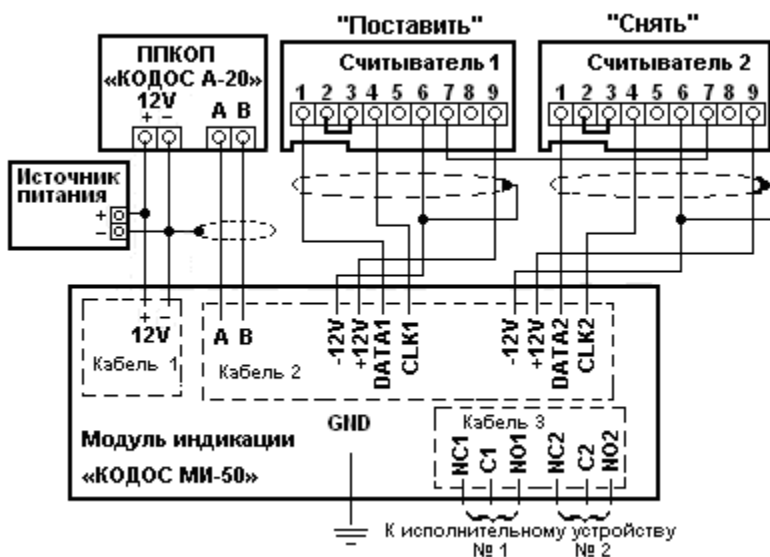 "Поставить" "Снять"
ППКОП
«КОДОС А-20»
12V
+ − A B
Считыватель 1
1 2 3 4 5 6 7 8 9
Считыватель 2
1 2 3 4 5 6 7 8 9
Источник
питания
+
−
+
12V
Кабель 1
A B
Кабель 2
-12V
+12V
DATA1
CLK1
-12V
+12V
DATA2
CLK2
GND
Модуль индикации
«КОДОС МИ-50»
Кабель 3
NC1
C1
NO1
NC2
C2
NO2
К исполнительному устройству
№ 1 № 2